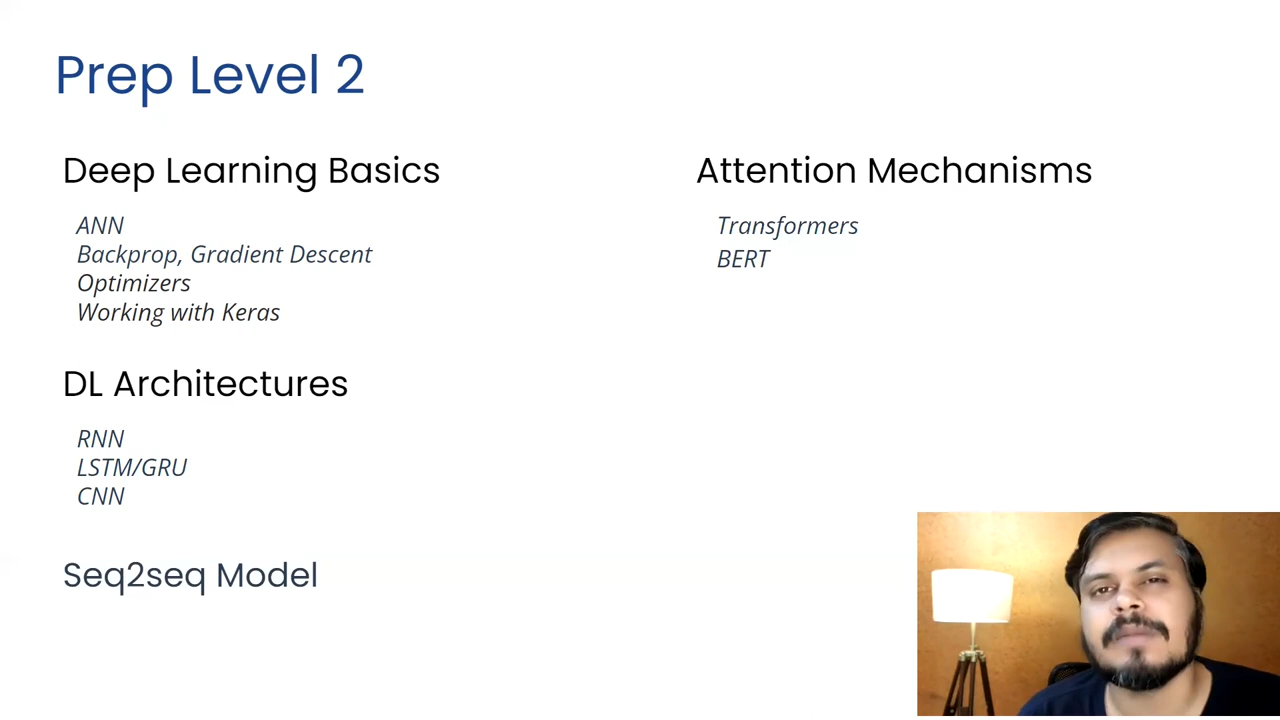 Prep Level 2
Deep Learning Basics
ANN
Backprop, Gradient Descent
Optimizers
Working with Keras
DL Architectures
RNN
LSTM/GRU
CNN
Seq2seq Model
Attention Mechanisms
Transformers
BERT